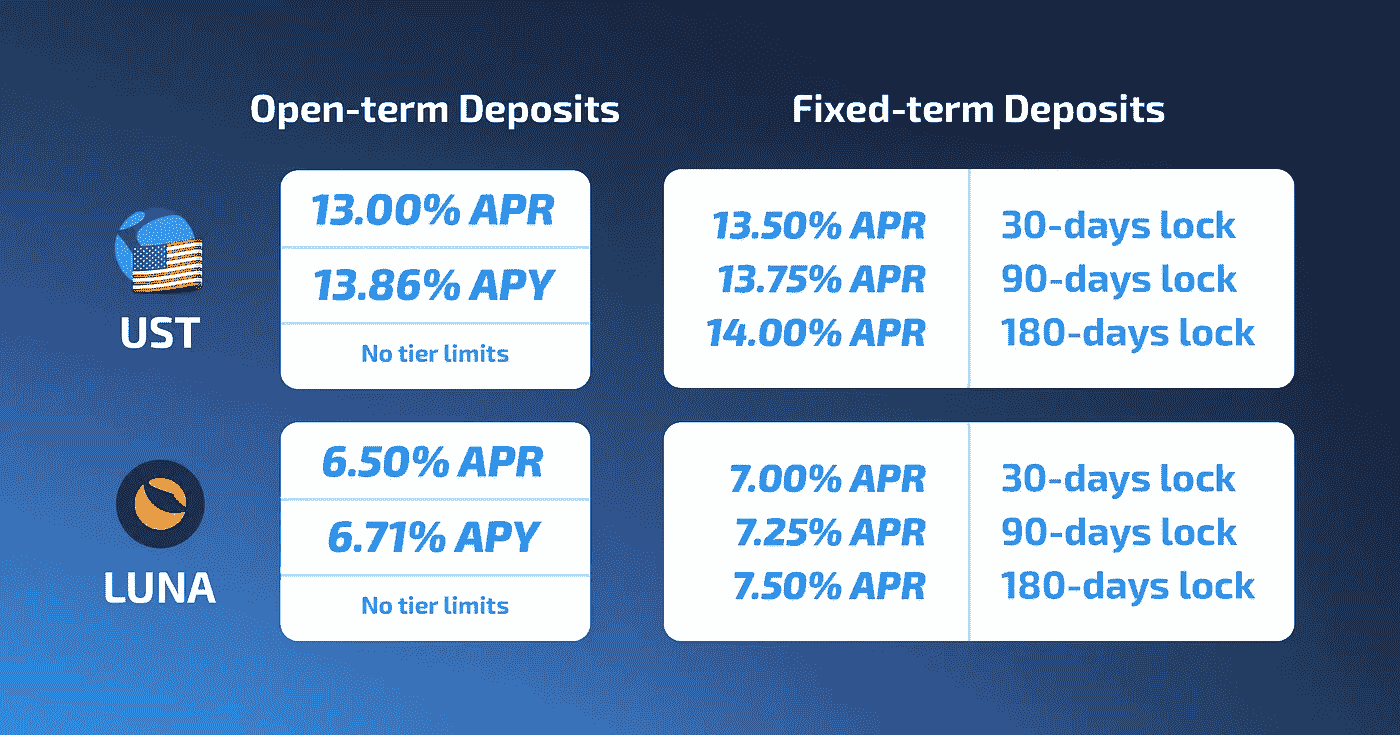 Open-term Deposits
Fixed-term Deposits
UST
13.00% APR
13.86% APY
No tier limits
13.50% APR 30-days lock
13.75% APR 90-days lock
14.00% APR 180-days lock
LUNA
6.50% APR
6.71% APY
No tier limits
7.00% APR 30-days lock
7.25% APR 90-days lock
7.50% APR 180-days lock